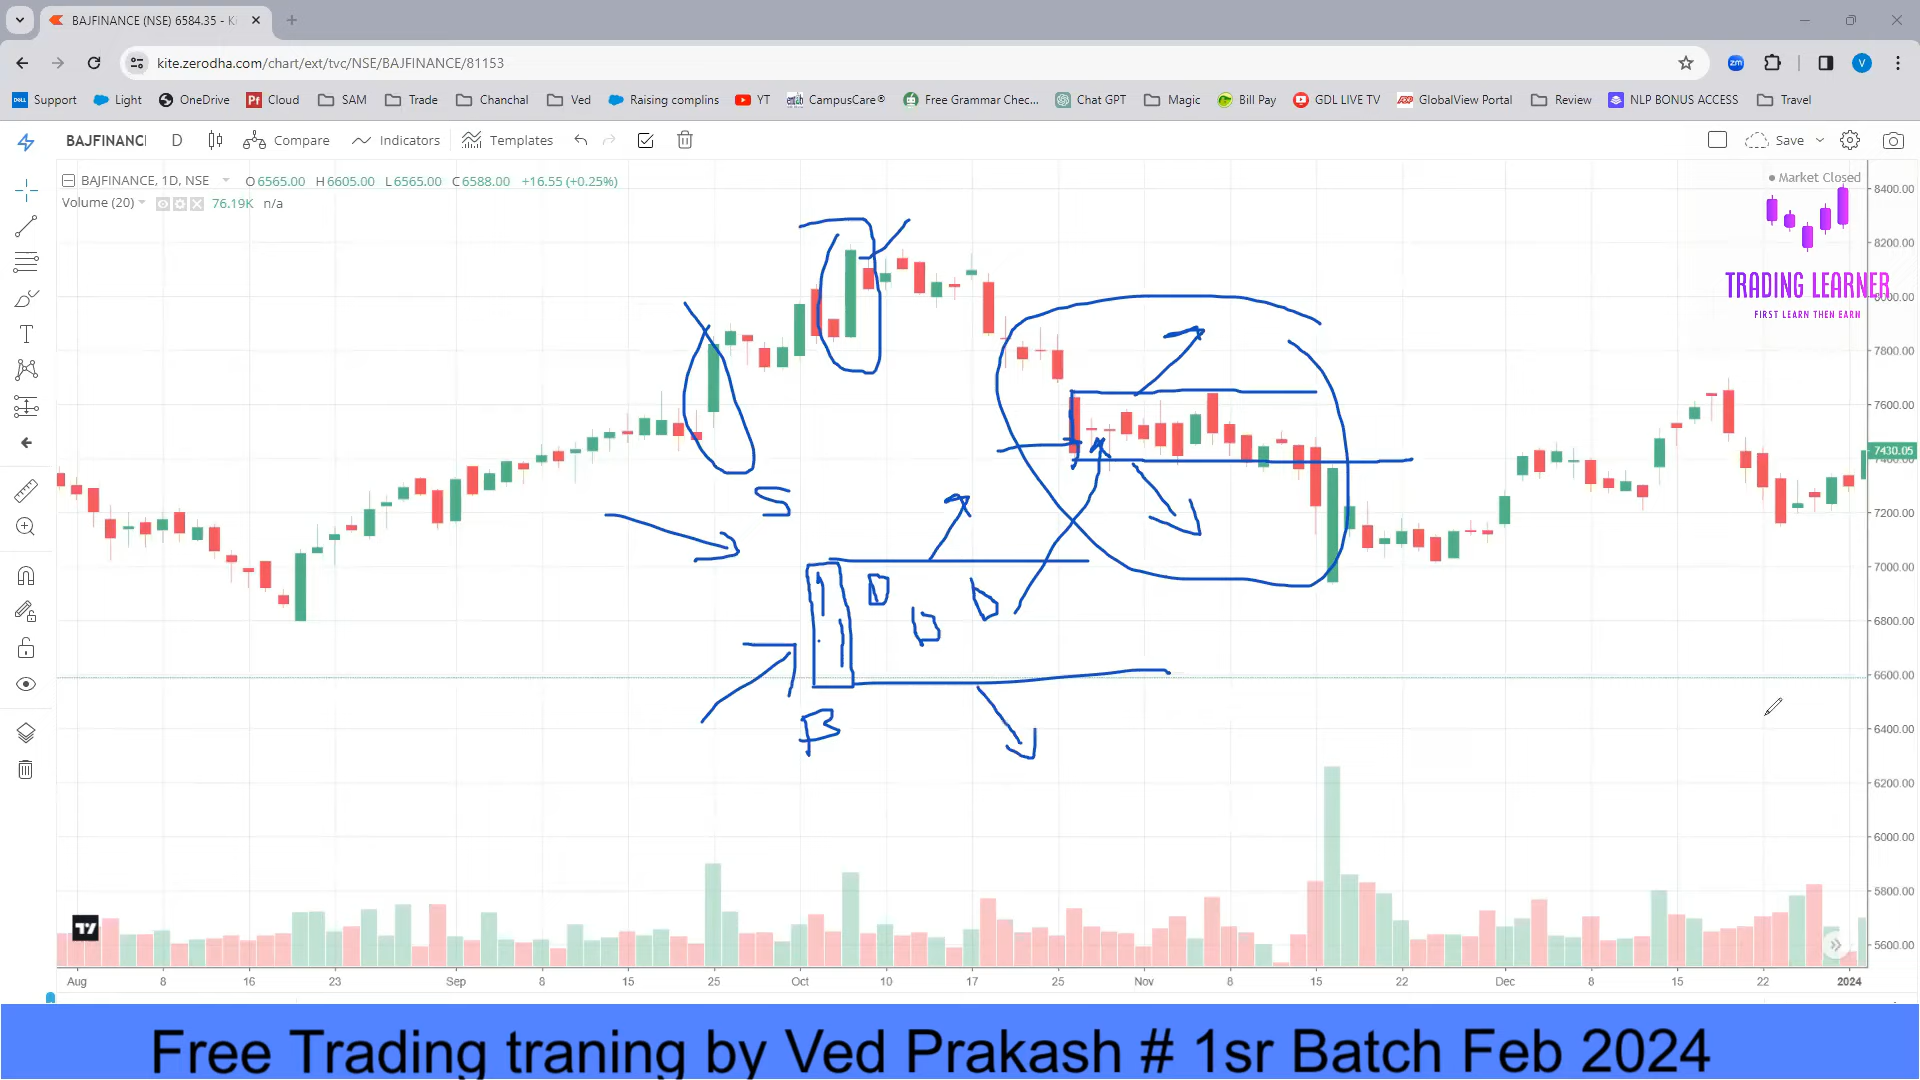 BAJFINANCE (NSE) 6584.35 - Ki
kite.zerodha.com/chart/ext/tvc/NSE/BAJFINANCE/81153
Support Light OneDrive Cloud SAM Trade Chanchal Ved Raising complins YT CampusCare® Free Grammar Chec... Chat GPT Magic Bill Pay GDL LIVE TV GlobalView Portal Review NLP BONUS ACCESS Travel
BAJFINANC D Compare Indicators Templates Save
BAJFINANCE, 1D, NSE O6565.00 H6605.00 L6565.00 C6588.00 +16.55 (+0.25%)
Market Closed
Volume (20) 76.19K n/a
TRADING LEARNER
FIRST LEARN THEN EARN
8400.00
8200.00
8000.00
7800.00
7600.00
7430.05
7400.00
7200.00
7000.00
6800.00
6600.00
6400.00
6200.00
6000.00
5800.00
5600.00
S
B
Aug 8 16 23 Sep 8 15 25 Oct 10 17 25 Nov 8 15 22 Dec 8 15 22 2024
Free Trading traning by Ved Prakash # 1sr Batch Feb 2024